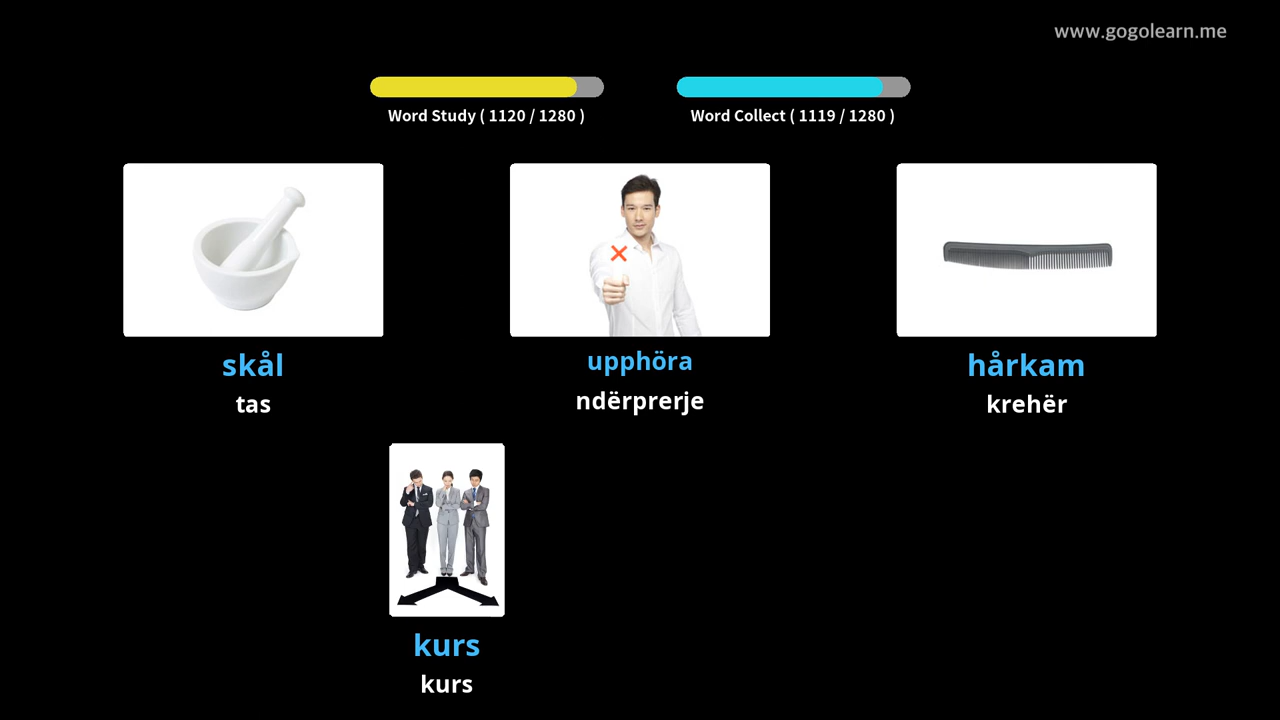 www.gogolearn.me
Word Study ( 1120 / 1280 )
Word Collect ( 1119 / 1280 )
skål
tas
upphöra
ndërprerje
hårkam
krehër
kurs
kurs